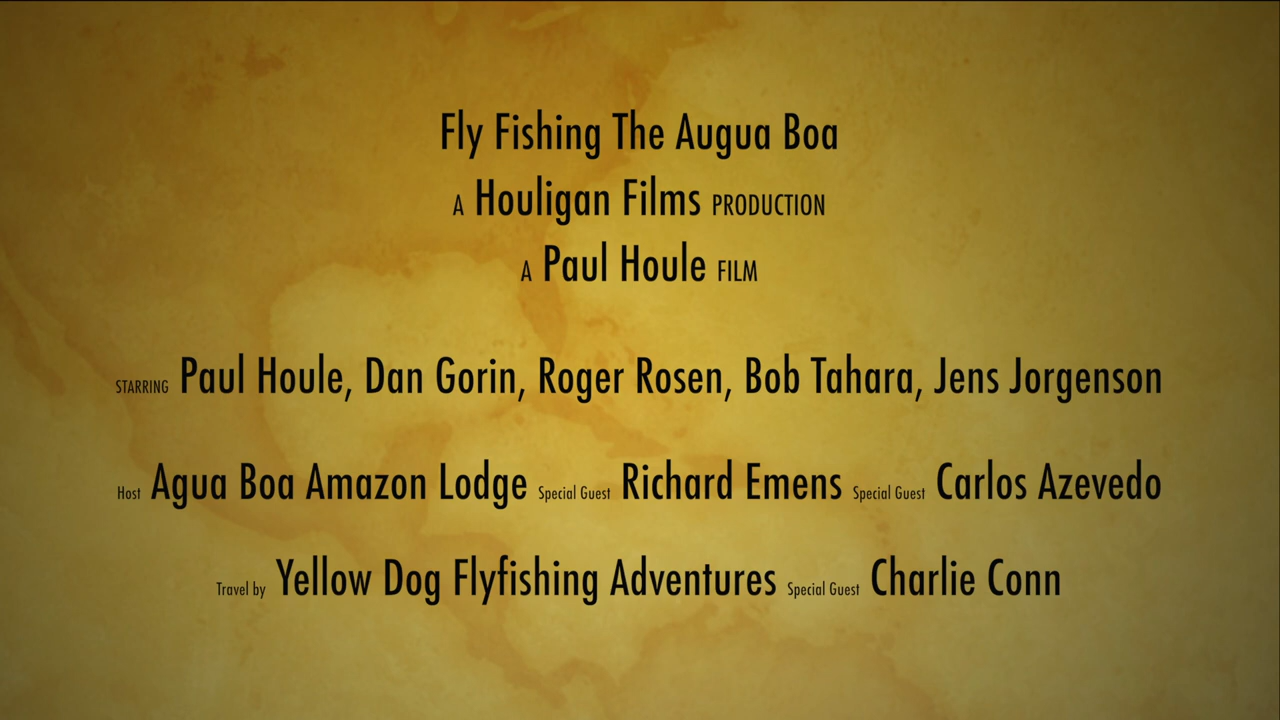 Fly Fishing The Augua Boa
A Houligan Films PRODUCTION
A Paul Houle FILM
STARRING Paul Houle, Dan Gorin, Roger Rosen, Bob Tahara, Jens Jorgenson
Host Agua Boa Amazon Lodge Special Guest Richard Emens Special Guest Carlos Azevedo
Travel by Yellow Dog Flyfishing Adventures Special Guest Charlie Conn